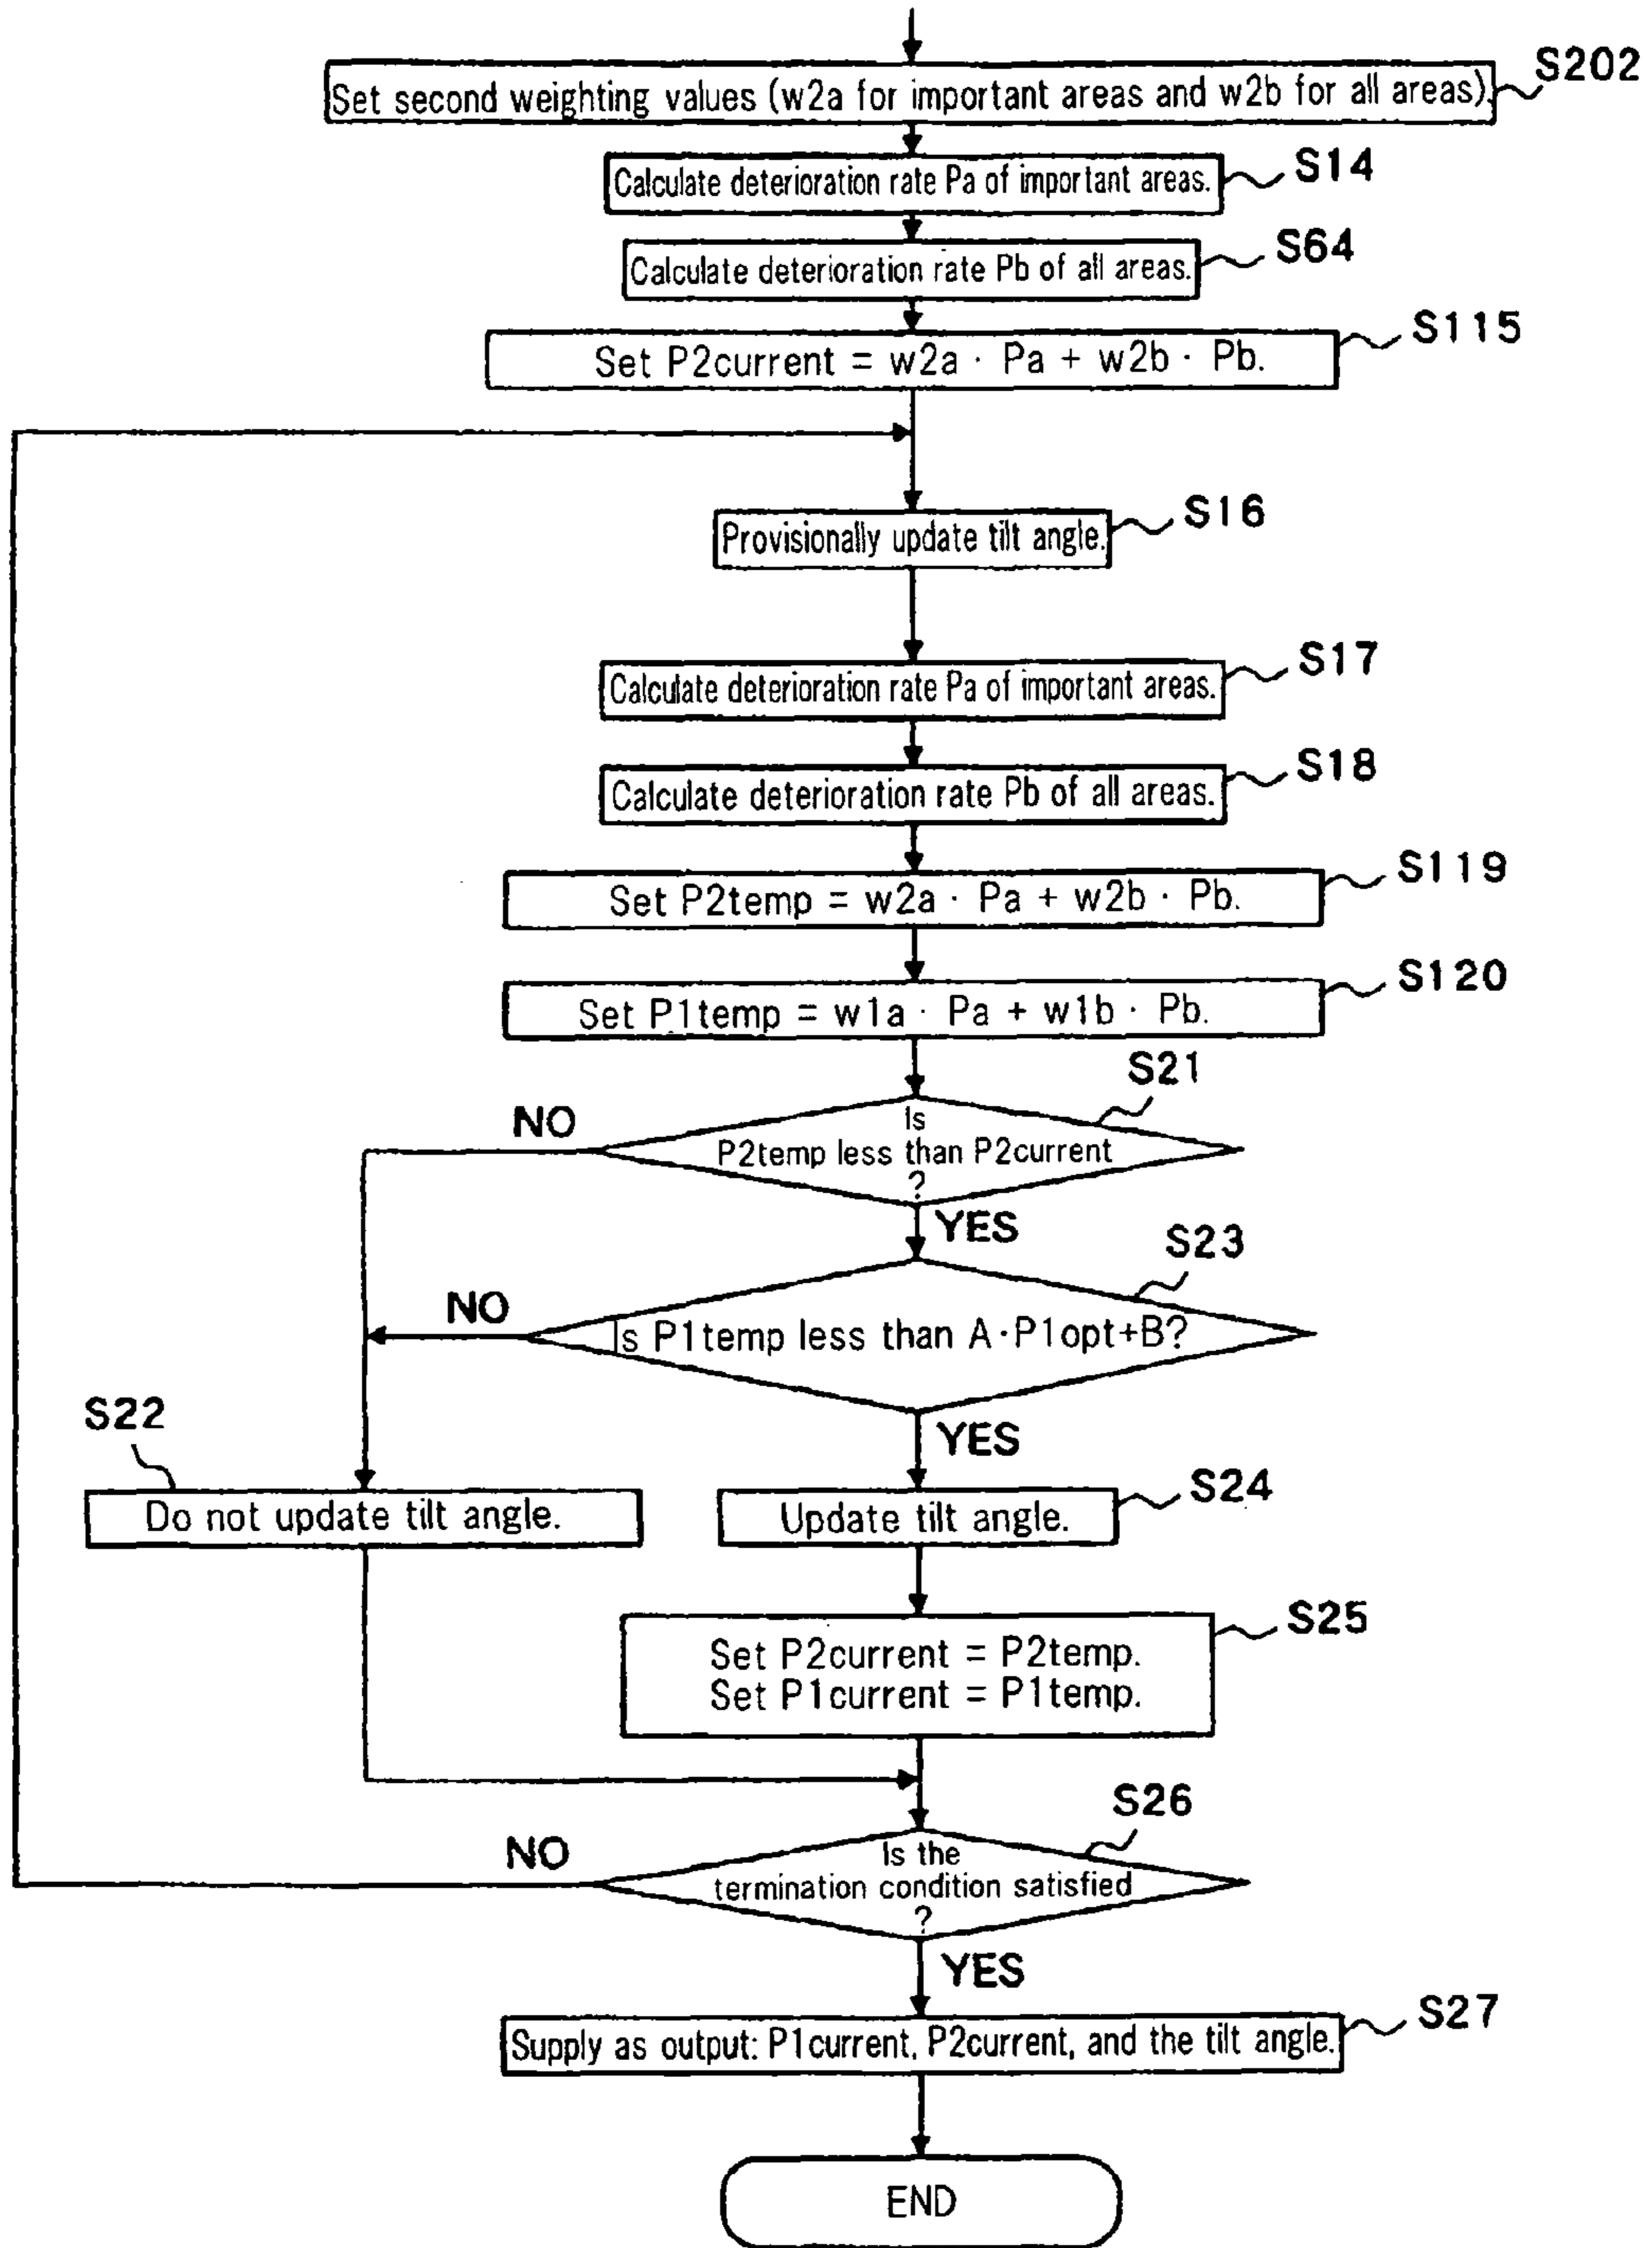 S202
Set second weighting values (w2a for important areas and w2b for all areas).
S14
Calculate deterioration rate Pa of important areas.
S64
Calculate deterioration rate Pb of all areas.
S115
Set P2current = w2a · Pa + w2b · Pb.
S16
Provisionally update tilt angle.
S17
Calculate deterioration rate Pa of important areas.
S18
Calculate deterioration rate Pb of all areas.
S119
Set P2temp = w2a · Pa + w2b · Pb.
S120
Set P1temp = w1a · Pa + w1b · Pb.
S21
NO
Is
P2temp less than P2current
?
YES
S23
NO
Is P1temp less than A·P1opt+B?
YES
S22
Do not update tilt angle.
S24
Update tilt angle.
S25
Set P2current = P2temp.
Set P1current = P1temp.
S26
NO
Is the
termination condition satisfied
?
YES
S27
Supply as output: P1current, P2current, and the tilt angle.
END